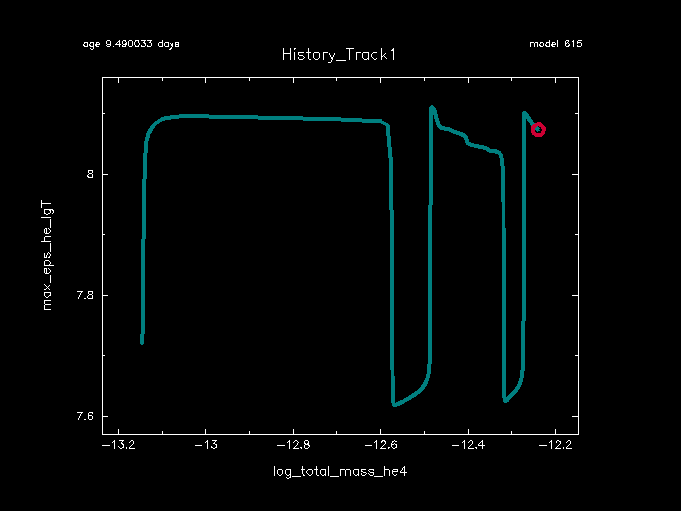 age 9.490033 days
model 615
History_Track1
8
7.8
7.6
max_eps_he_lgT
−13.2
−13
−12.8
−12.6
−12.4
−12.2
log_total_mass_he4